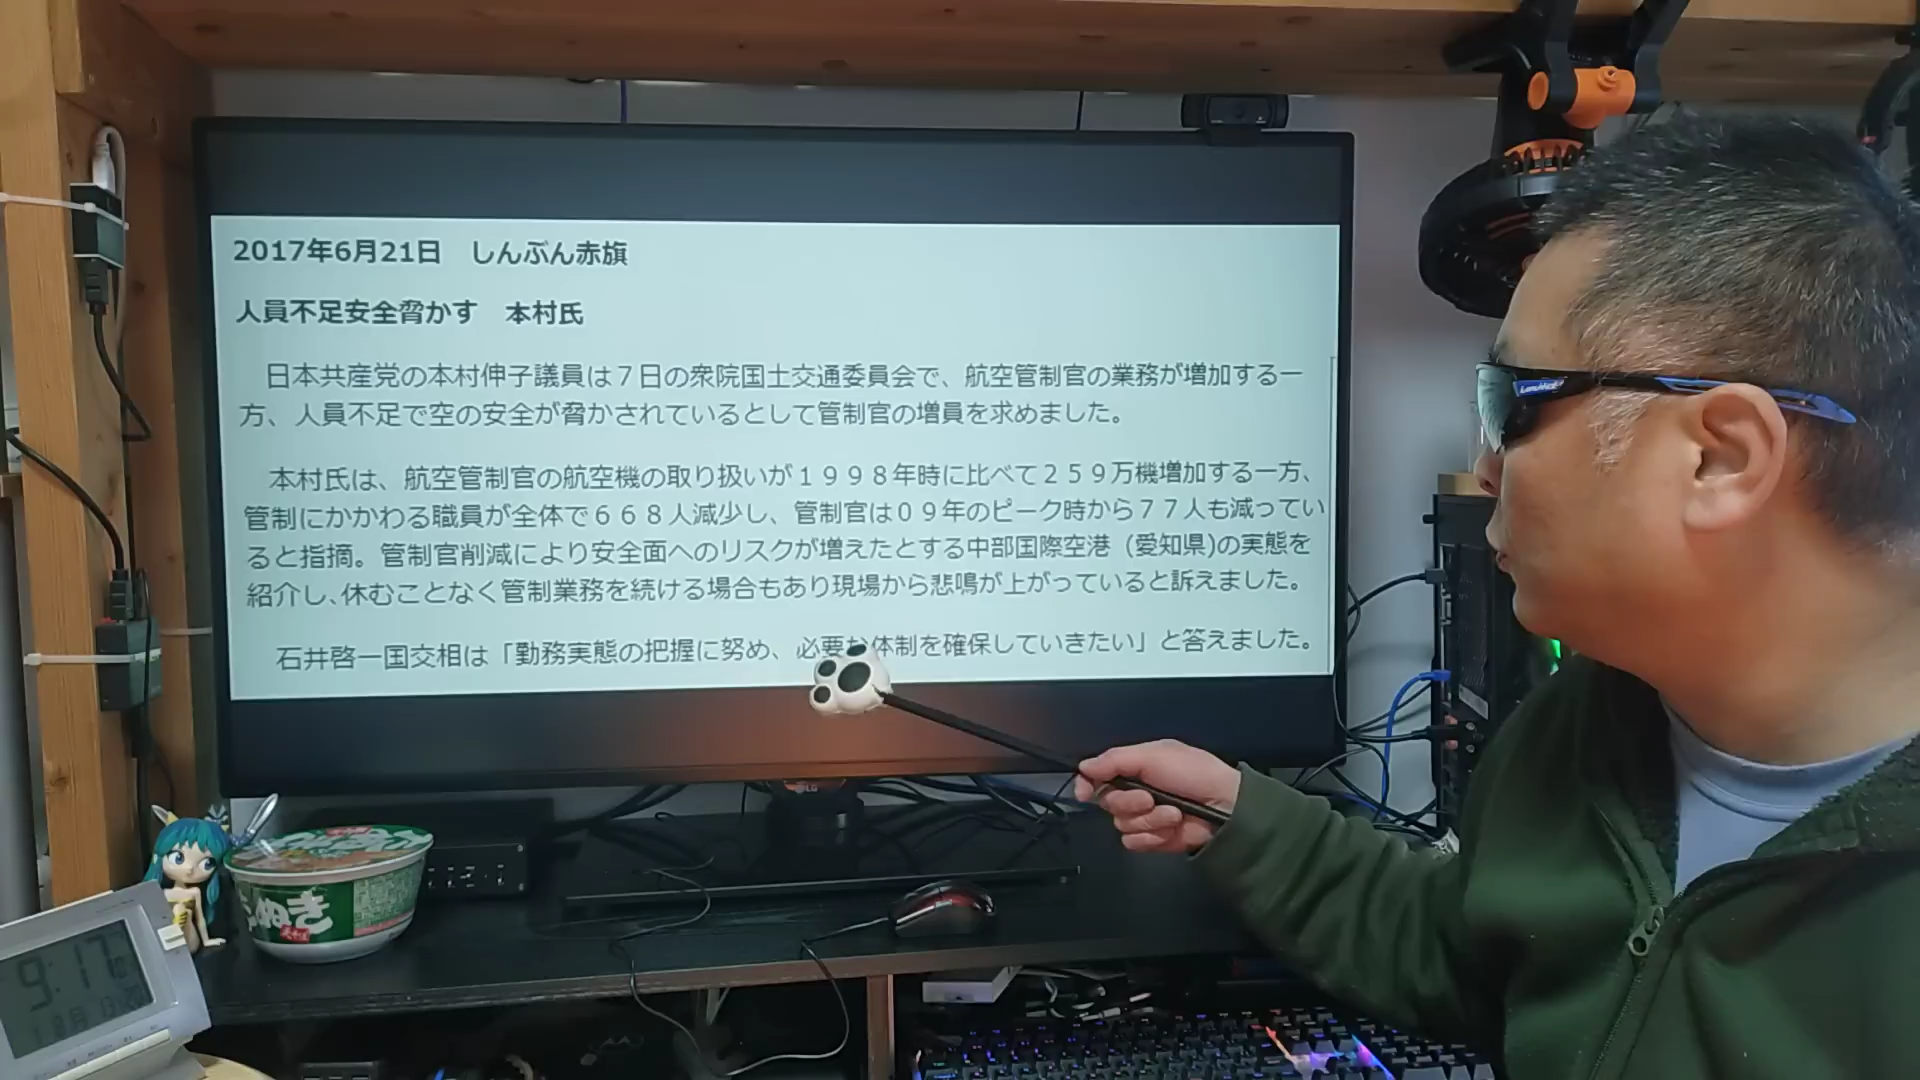 2017年6月21日　しんぶん赤旗
人員不足安全脅かす　本村氏
日本共産党の本村伸子議員は７日の衆院国土交通委員会で、航空管制官の業務が増加する一
方、人員不足で空の安全が脅かされているとして管制官の増員を求めました。
本村氏は、航空管制官の航空機の取り扱いが１９９８年時に比べて２５９万機増加する一方、
管制にかかわる職員が全体で６６８人減少し、管制官は０９年のピーク時から７７人も減ってい
ると指摘。管制官削減により安全面へのリスクが増えたとする中部国際空港（愛知県)の実態を
紹介し、休むことなく管制業務を続ける場合もあり現場から悲鳴が上がっていると訴えました。
石井啓一国交相は「勤務実態の把握に努め、必要な体制を確保していきたい」と答えました。
LG
ぬき
9:17